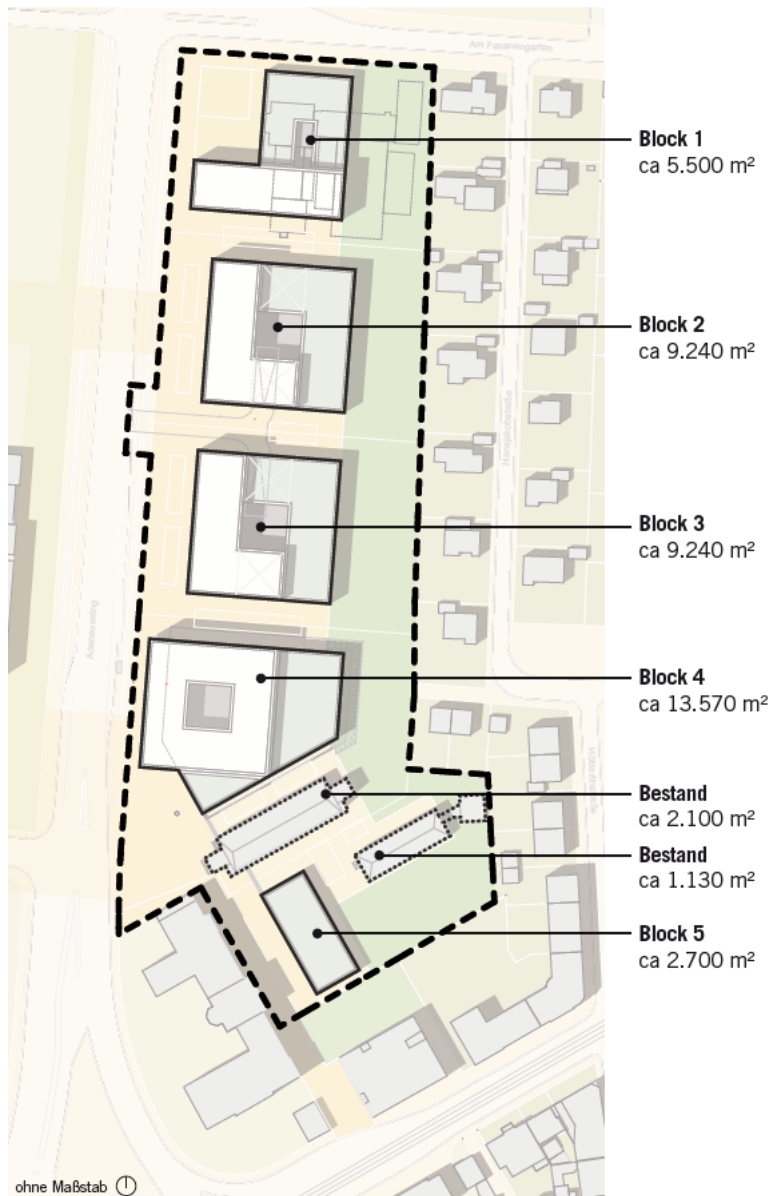 Am Fasanengarten
Block 1
ca 5.500 m²
Block 2
ca 9.240 m²
Block 3
ca 9.240 m²
Adenauerring
Block 4
ca 13.570 m²
Bestand
ca 2.100 m²
Bestand
ca 1.130 m²
Block 5
ca 2.700 m²
ohne Maßstab